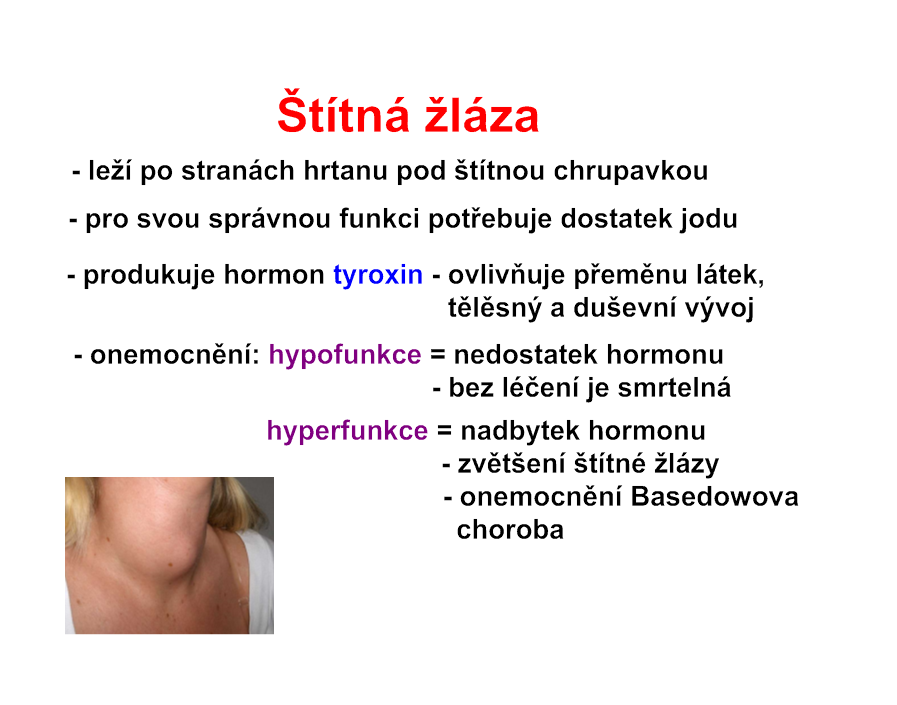 Štítná žláza
- leží po stranách hrtanu pod štítnou chrupavkou
- pro svou správnou funkci potřebuje dostatek jodu
- produkuje hormon tyroxin - ovlivňuje přeměnu látek,
tělěsný a duševní vývoj
- onemocnění: hypofunkce = nedostatek hormonu
- bez léčení je smrtelná
hyperfunkce = nadbytek hormonu
- zvětšení štítné žlázy
- onemocnění Basedowova
choroba